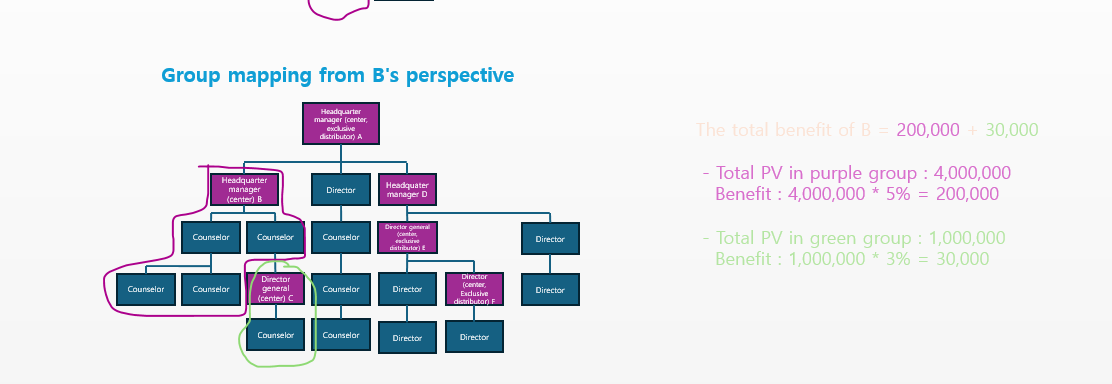 Group mapping from B's perspective
Headquarter
manager (center,
exclusive
distributor) A
Headquarter
manager
(center) B
Director
Headquater
manager D
Counselor
Counselor
Counselor
Director general
(center,
exclusive
distributor) E
Director
Counselor
Counselor
Director
general
(center) C
Counselor
Director
Director
(center,
Exclusive
distributor) F
Director
Counselor
Counselor
Director
Director
The total benefit of B = 200,000 + 30,000
- Total PV in purple group : 4,000,000
Benefit : 4,000,000 * 5% = 200,000
- Total PV in green group : 1,000,000
Benefit : 1,000,000 * 3% = 30,000